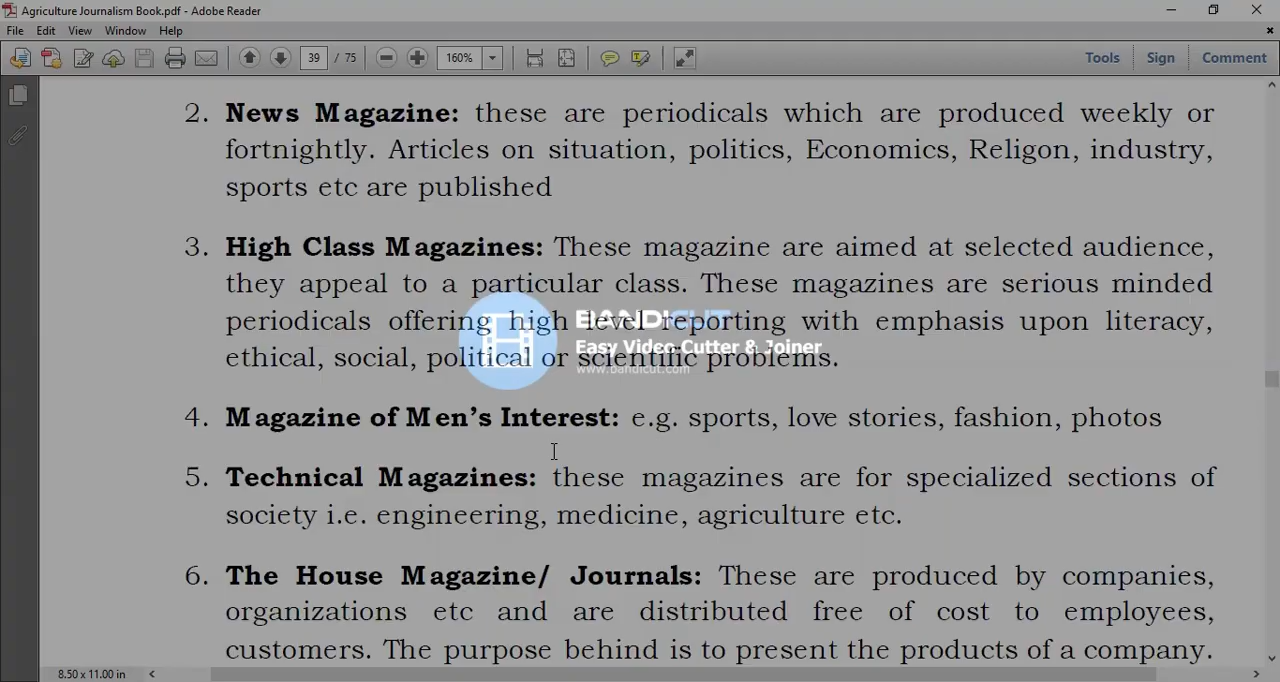 Agriculture Journalism Book.pdf - Adobe Reader
File Edit View Window Help
39 / 75 160% Tools Sign Comment
2. News Magazine: these are periodicals which are produced weekly or
fortnightly. Articles on situation, politics, Economics, Religon, industry,
sports etc are published
3. High Class Magazines: These magazine are aimed at selected audience,
they appeal to a particular class. These magazines are serious minded
periodicals offering high level reporting with emphasis upon literacy,
ethical, social, political or scientific problems.
BANDICUT
Easy Video Cutter & Joiner
www.bandicut.com
4. Magazine of Men's Interest: e.g. sports, love stories, fashion, photos
5. Technical Magazines: these magazines are for specialized sections of
society i.e. engineering, medicine, agriculture etc.
6. The House Magazine/ Journals: These are produced by companies,
organizations etc and are distributed free of cost to employees,
customers. The purpose behind is to present the products of a company.
8.50 x 11.00 in